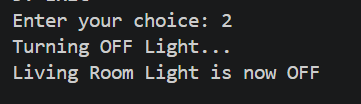 Enter your choice: 2
Turning OFF Light...
Living Room Light is now OFF